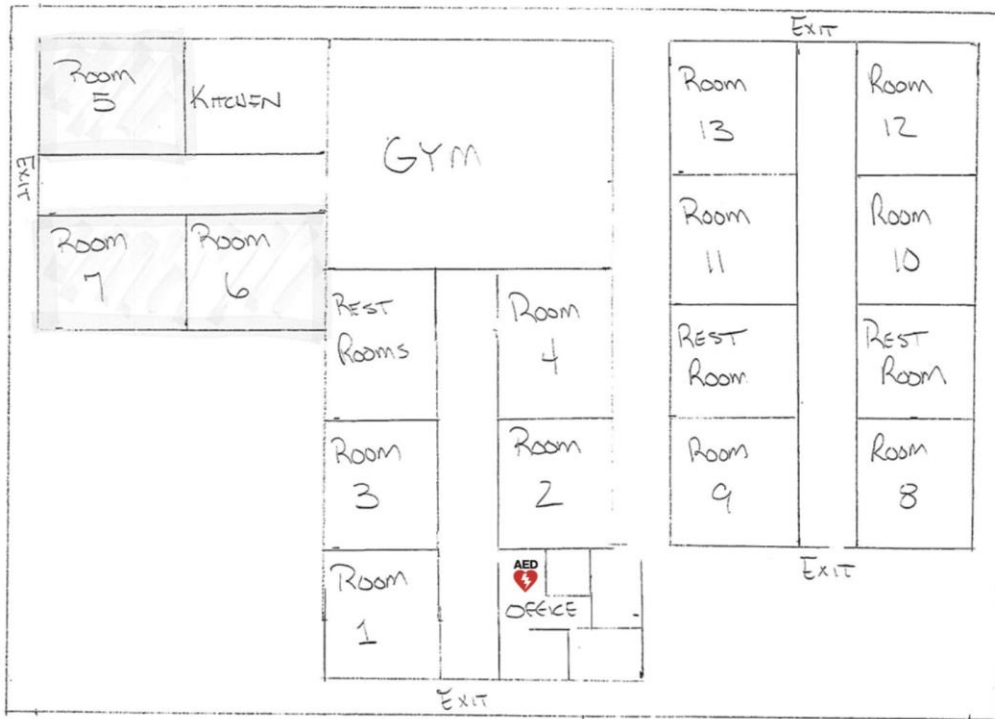 EXIT
Room
5
KITCHEN
GYM
Room
13
Room
12
EXIT
Room
7
Room
6
Room
11
Room
10
REST
Rooms
Room
4
REST
Room
REST
Room
Room
3
Room
2
Room
9
Room
8
Room
1
AED
OFFICE
EXIT
EXIT